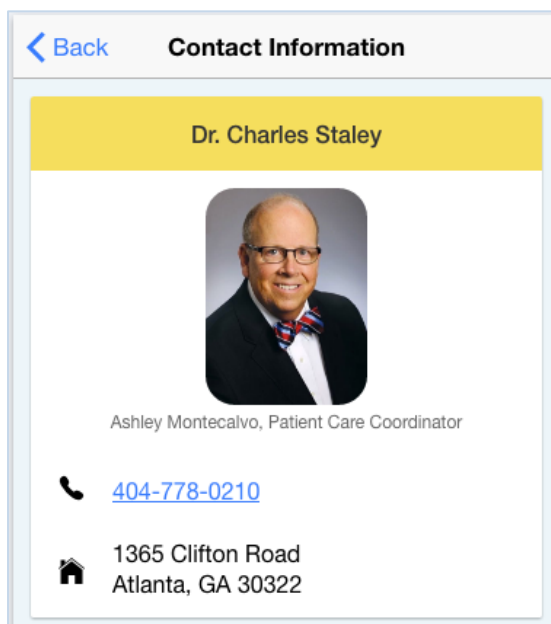 Back Contact Information
Dr. Charles Staley
Ashley Montecalvo, Patient Care Coordinator
404-778-0210
1365 Clifton Road
Atlanta, GA 30322